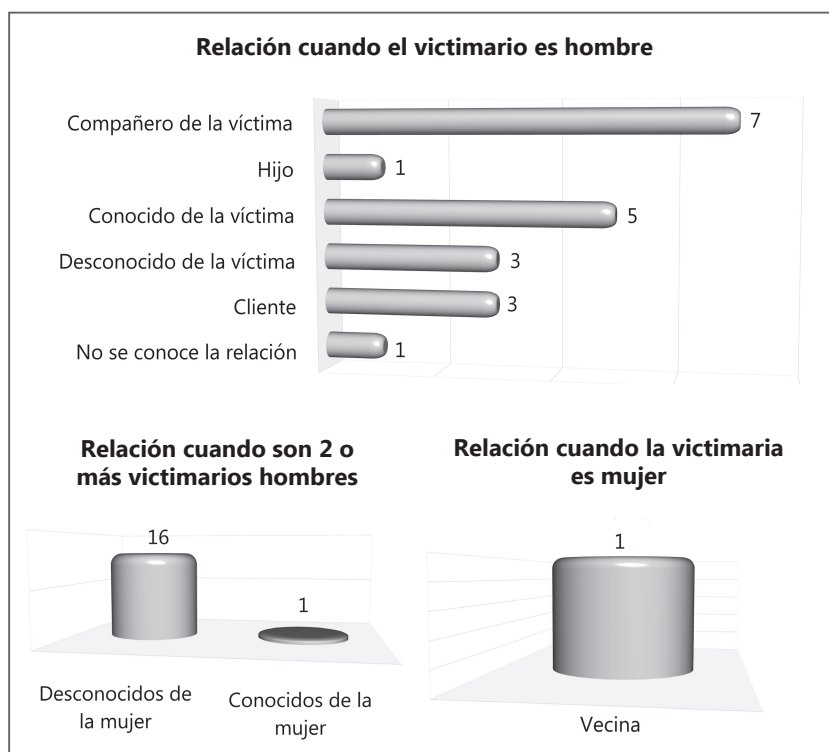 Relación cuando el victimario es hombre
Compañero de la víctima
7
Hijo
1
Conocido de la víctima
5
Desconocido de la víctima
3
Cliente
3
No se conoce la relación
1
Relación cuando son 2 o
más victimarios hombres
16
1
Desconocidos de
la mujer
Conocidos de la
mujer
Relación cuando la victimaria
es mujer
1
Vecina